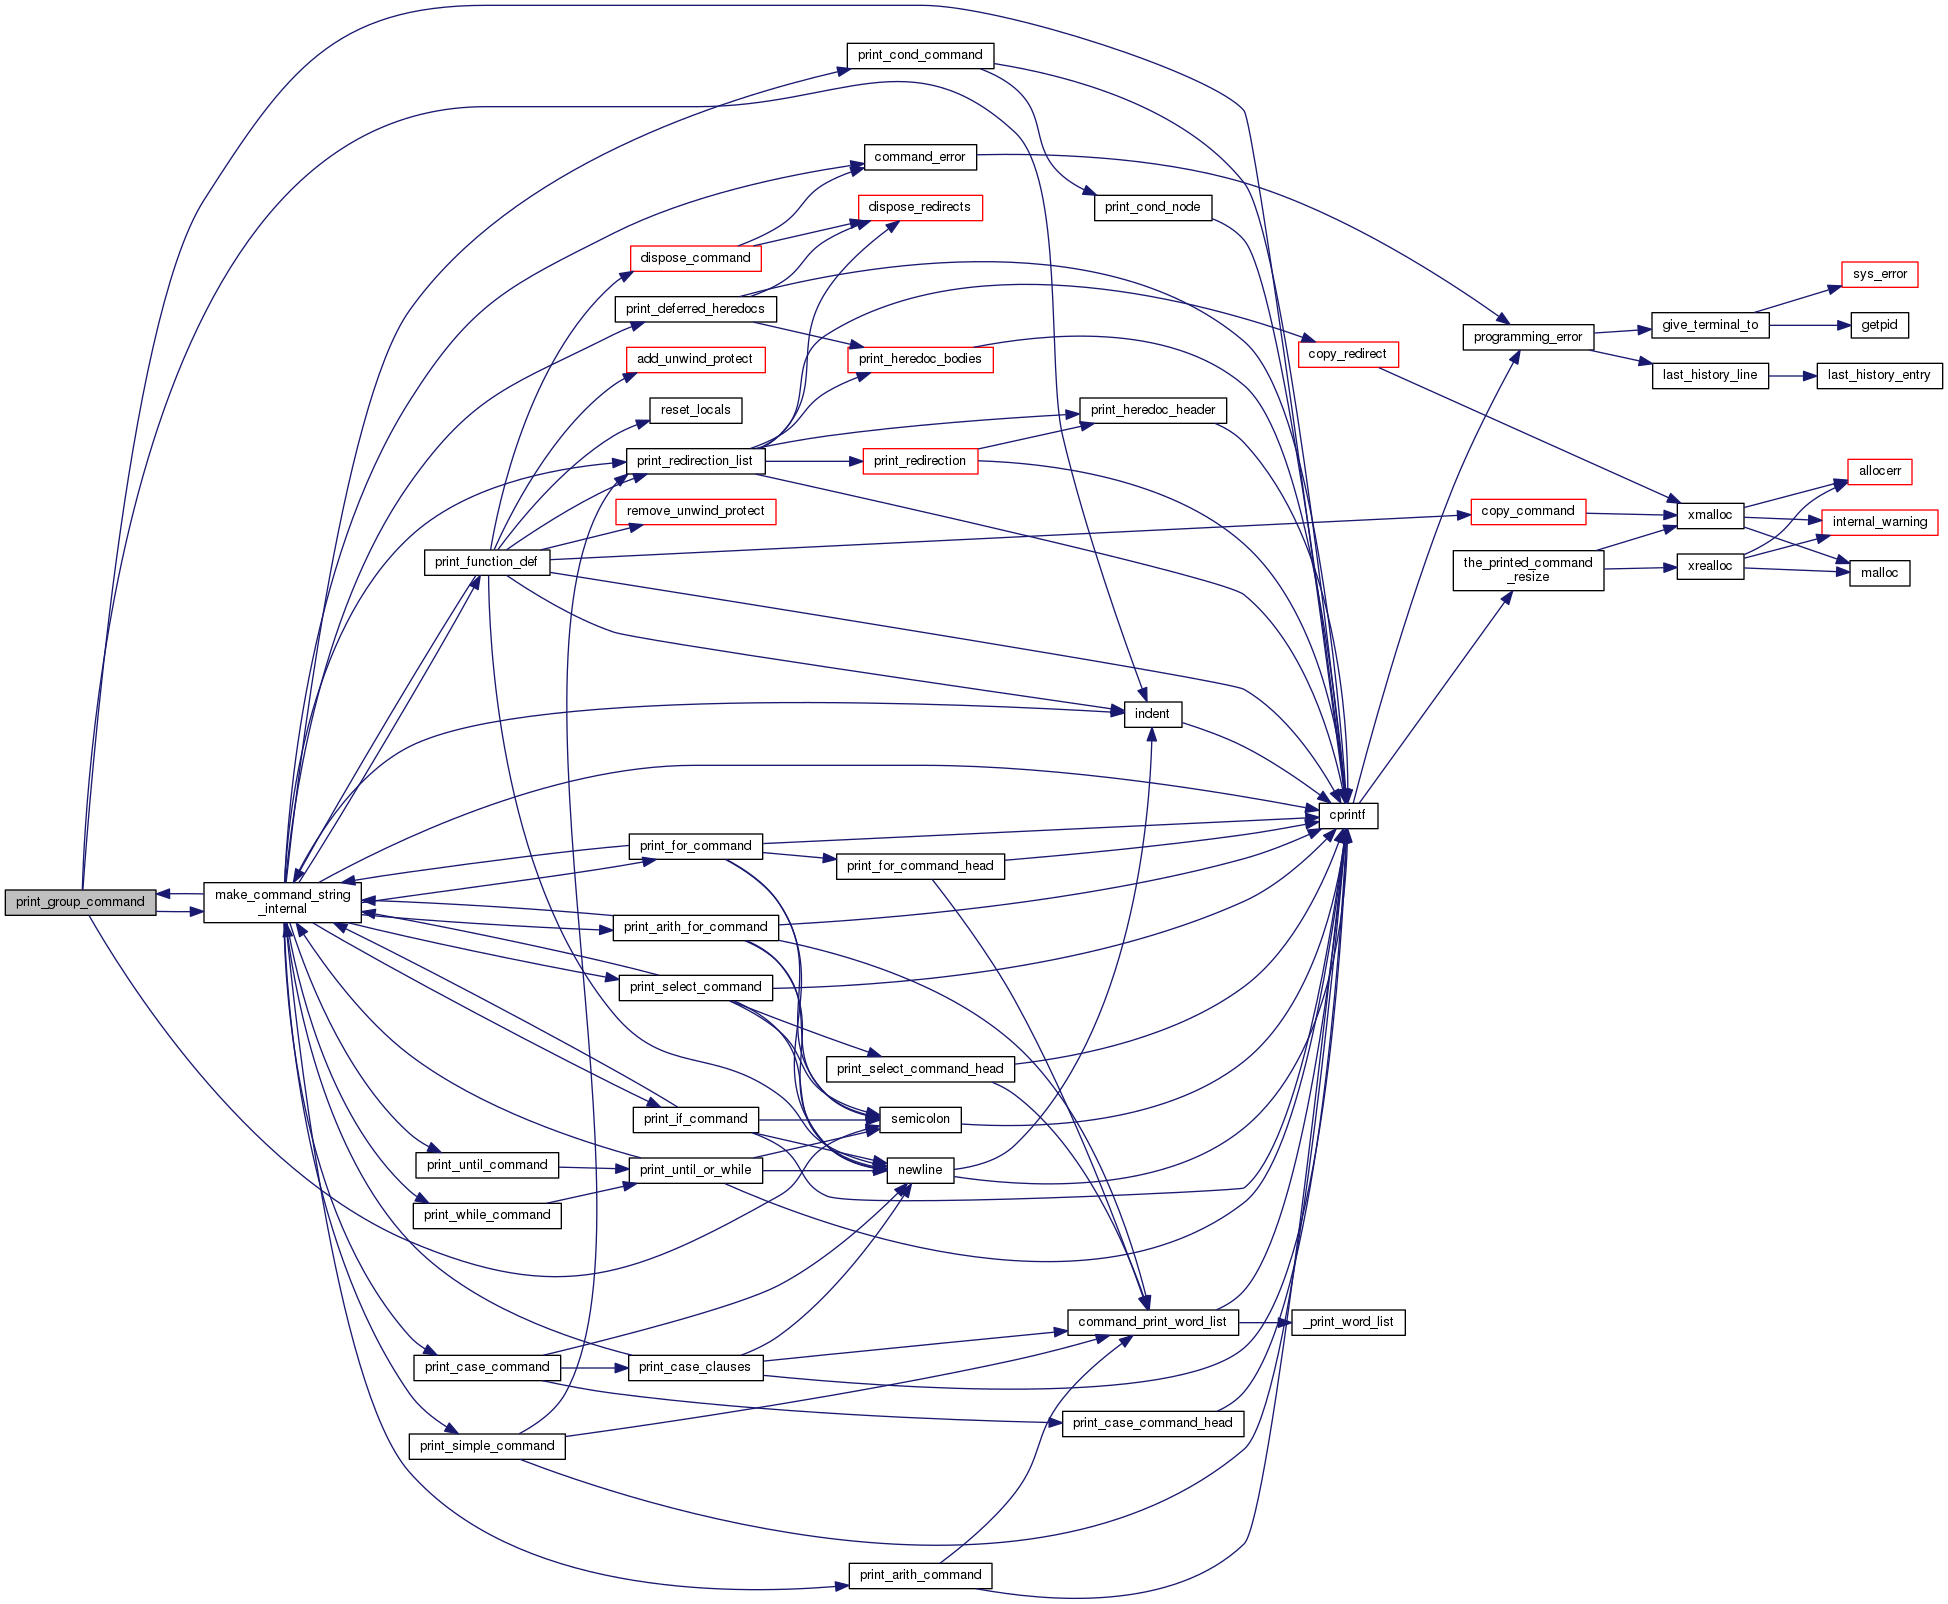 print_cond_command
command_error
dispose_redirects
print_cond_node
dispose_command
sys_error
print_deferred_heredocs
give_terminal_to
getpid
programming_error
add_unwind_protect
print_heredoc_bodies
copy_redirect
last_history_line
last_history_entry
reset_locals
print_heredoc_header
print_redirection_list
print_redirection
allocerr
remove_unwind_protect
copy_command
xmalloc
internal_warning
print_function_def
the_printed_command
_resize
xrealloc
malloc
indent
cprintf
print_for_command
print_for_command_head
print_group_command
make_command_string
_internal
print_arith_for_command
print_select_command
print_select_command_head
print_if_command
semicolon
print_until_command
print_until_or_while
newline
print_while_command
command_print_word_list
_print_word_list
print_case_command
print_case_clauses
print_case_command_head
print_simple_command
print_arith_command